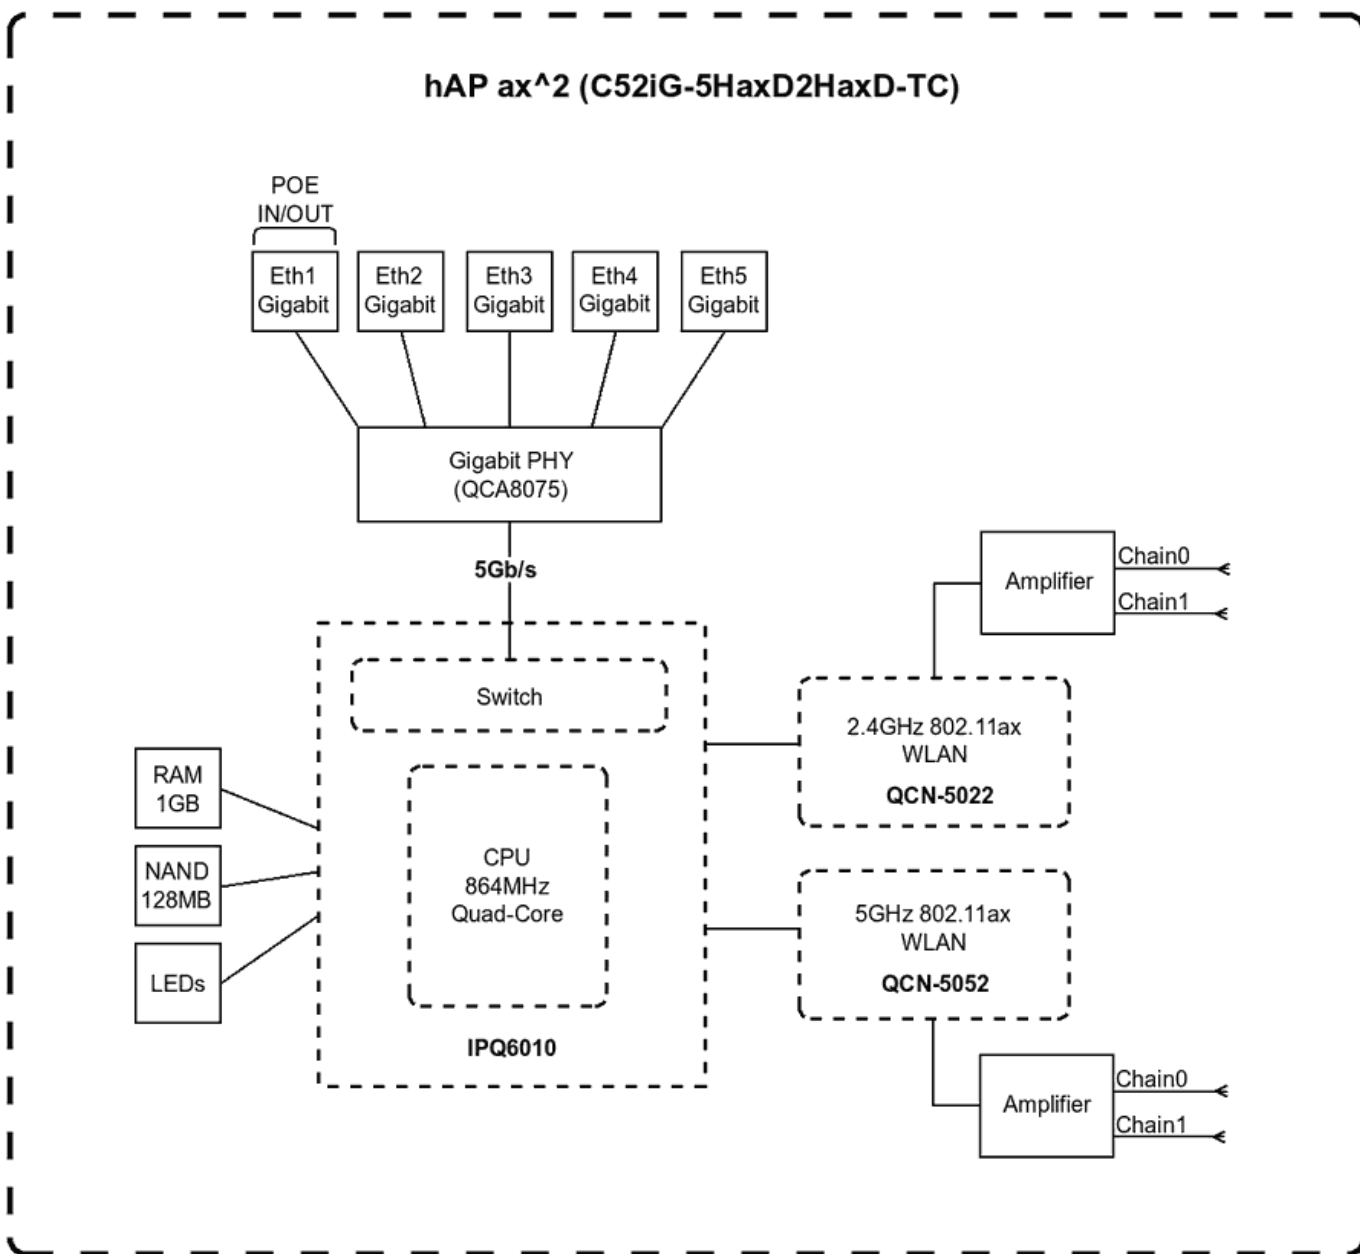 hAP ax^2 (C52iG-5HaxD2HaxD-TC)
POE
IN/OUT
Eth1
Gigabit
Eth2
Gigabit
Eth3
Gigabit
Eth4
Gigabit
Eth5
Gigabit
Gigabit PHY
(QCA8075)
5Gb/s
Switch
CPU
864MHz
Quad-Core
IPQ6010
RAM
1GB
NAND
128MB
LEDs
Amplifier
Chain0
Chain1
2.4GHz 802.11ax
WLAN
QCN-5022
5GHz 802.11ax
WLAN
QCN-5052
Amplifier
Chain0
Chain1